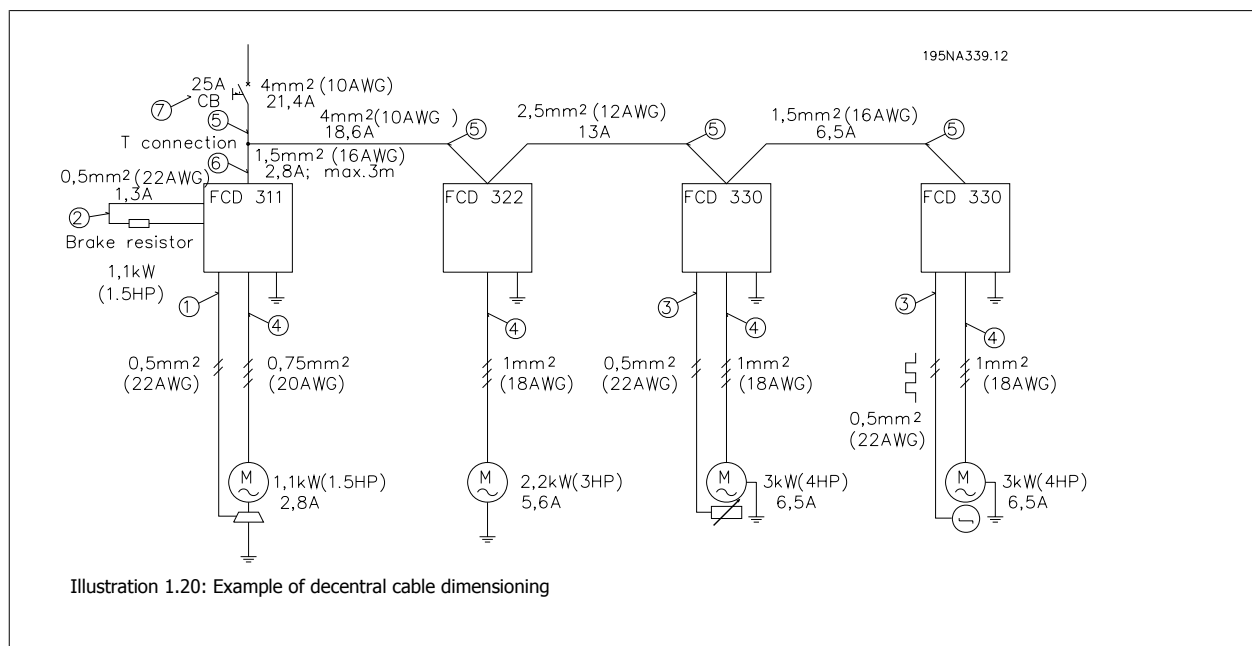 195NA339.12
25A
CB
4mm² (10AWG)
21,4A
7
5
T connection
6
4mm² (10AWG )
18,6A
5
2,5mm² (12AWG)
13A
5
1,5mm² (16AWG)
6,5A
5
1,5mm² (16AWG)
2,8A; max.3m
0,5mm² (22AWG)
1,3A
2
Brake resistor
FCD 311
FCD 322
FCD 330
FCD 330
1,1kW
(1.5HP)
1
4
4
3
4
3
4
0,5mm²
(22AWG)
0,75mm²
(20AWG)
1mm²
(18AWG)
0,5mm²
(22AWG)
1mm²
(18AWG)
0,5mm²
(22AWG)
1mm²
(18AWG)
M
1,1kW(1.5HP)
2,8A
M
2,2kW(3HP)
5,6A
M
3kW(4HP)
6,5A
M
3kW(4HP)
6,5A
Illustration 1.20: Example of decentral cable dimensioning